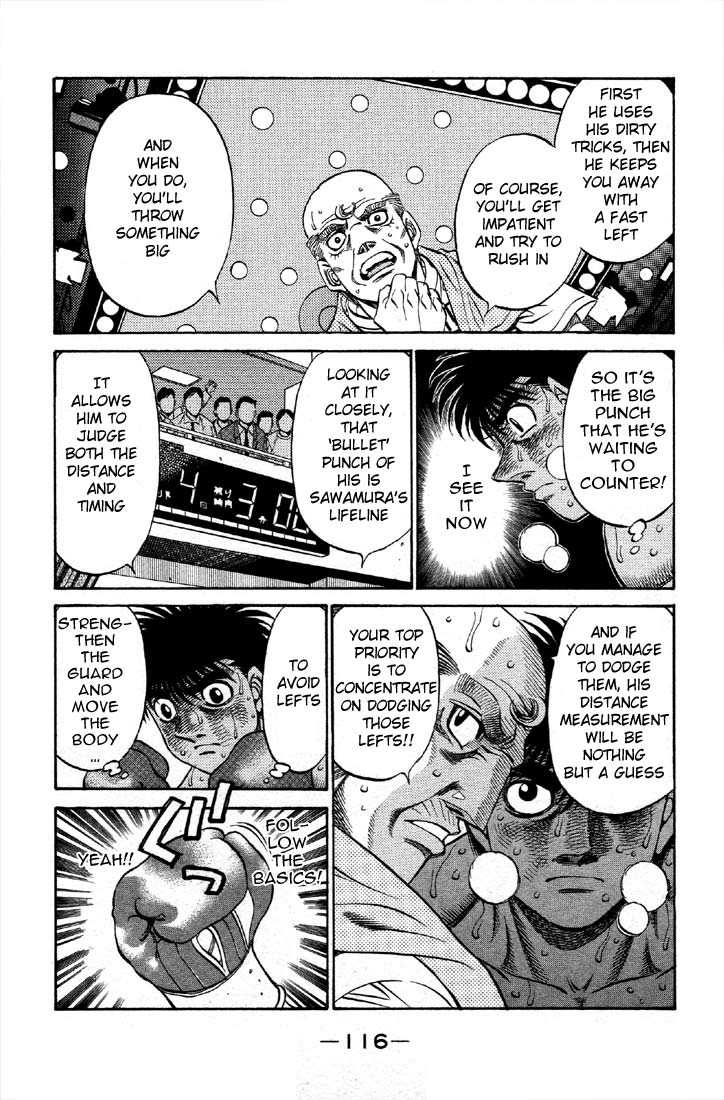 FIRST
HE USES
HIS DIRTY
TRICKS, THEN
HE KEEPS
YOU AWAY
WITH
A FAST
LEFT
OF COURSE,
YOU'LL GET
IMPATIENT
AND TRY TO
RUSH IN
AND
WHEN
YOU DO,
YOU'LL
THROW
SOMETHING
BIG
SO IT'S
THE BIG
PUNCH
THAT HE'S
WAITING
TO
COUNTER!
I
SEE
IT
NOW
LOOKING
AT IT
CLOSELY,
THAT
'BULLET'
PUNCH OF
HIS IS
SAWAMURA'S
LIFELINE
IT
ALLOWS
HIM TO
JUDGE
BOTH THE
DISTANCE
AND
TIMING
4 3.00
AND IF
YOU MANAGE
TO DODGE
THEM, HIS
DISTANCE
MEASUREMENT
WILL BE
NOTHING
BUT A GUESS
YOUR TOP
PRIORITY
IS TO
CONCENTRATE
ON DODGING
THOSE
LEFTS!!
TO
AVOID
LEFTS
STRENG-
THEN
THE
GUARD
AND
MOVE
THE
BODY
...
FOL-
LOW
THE
BASICS!
YEAH!!
—116—